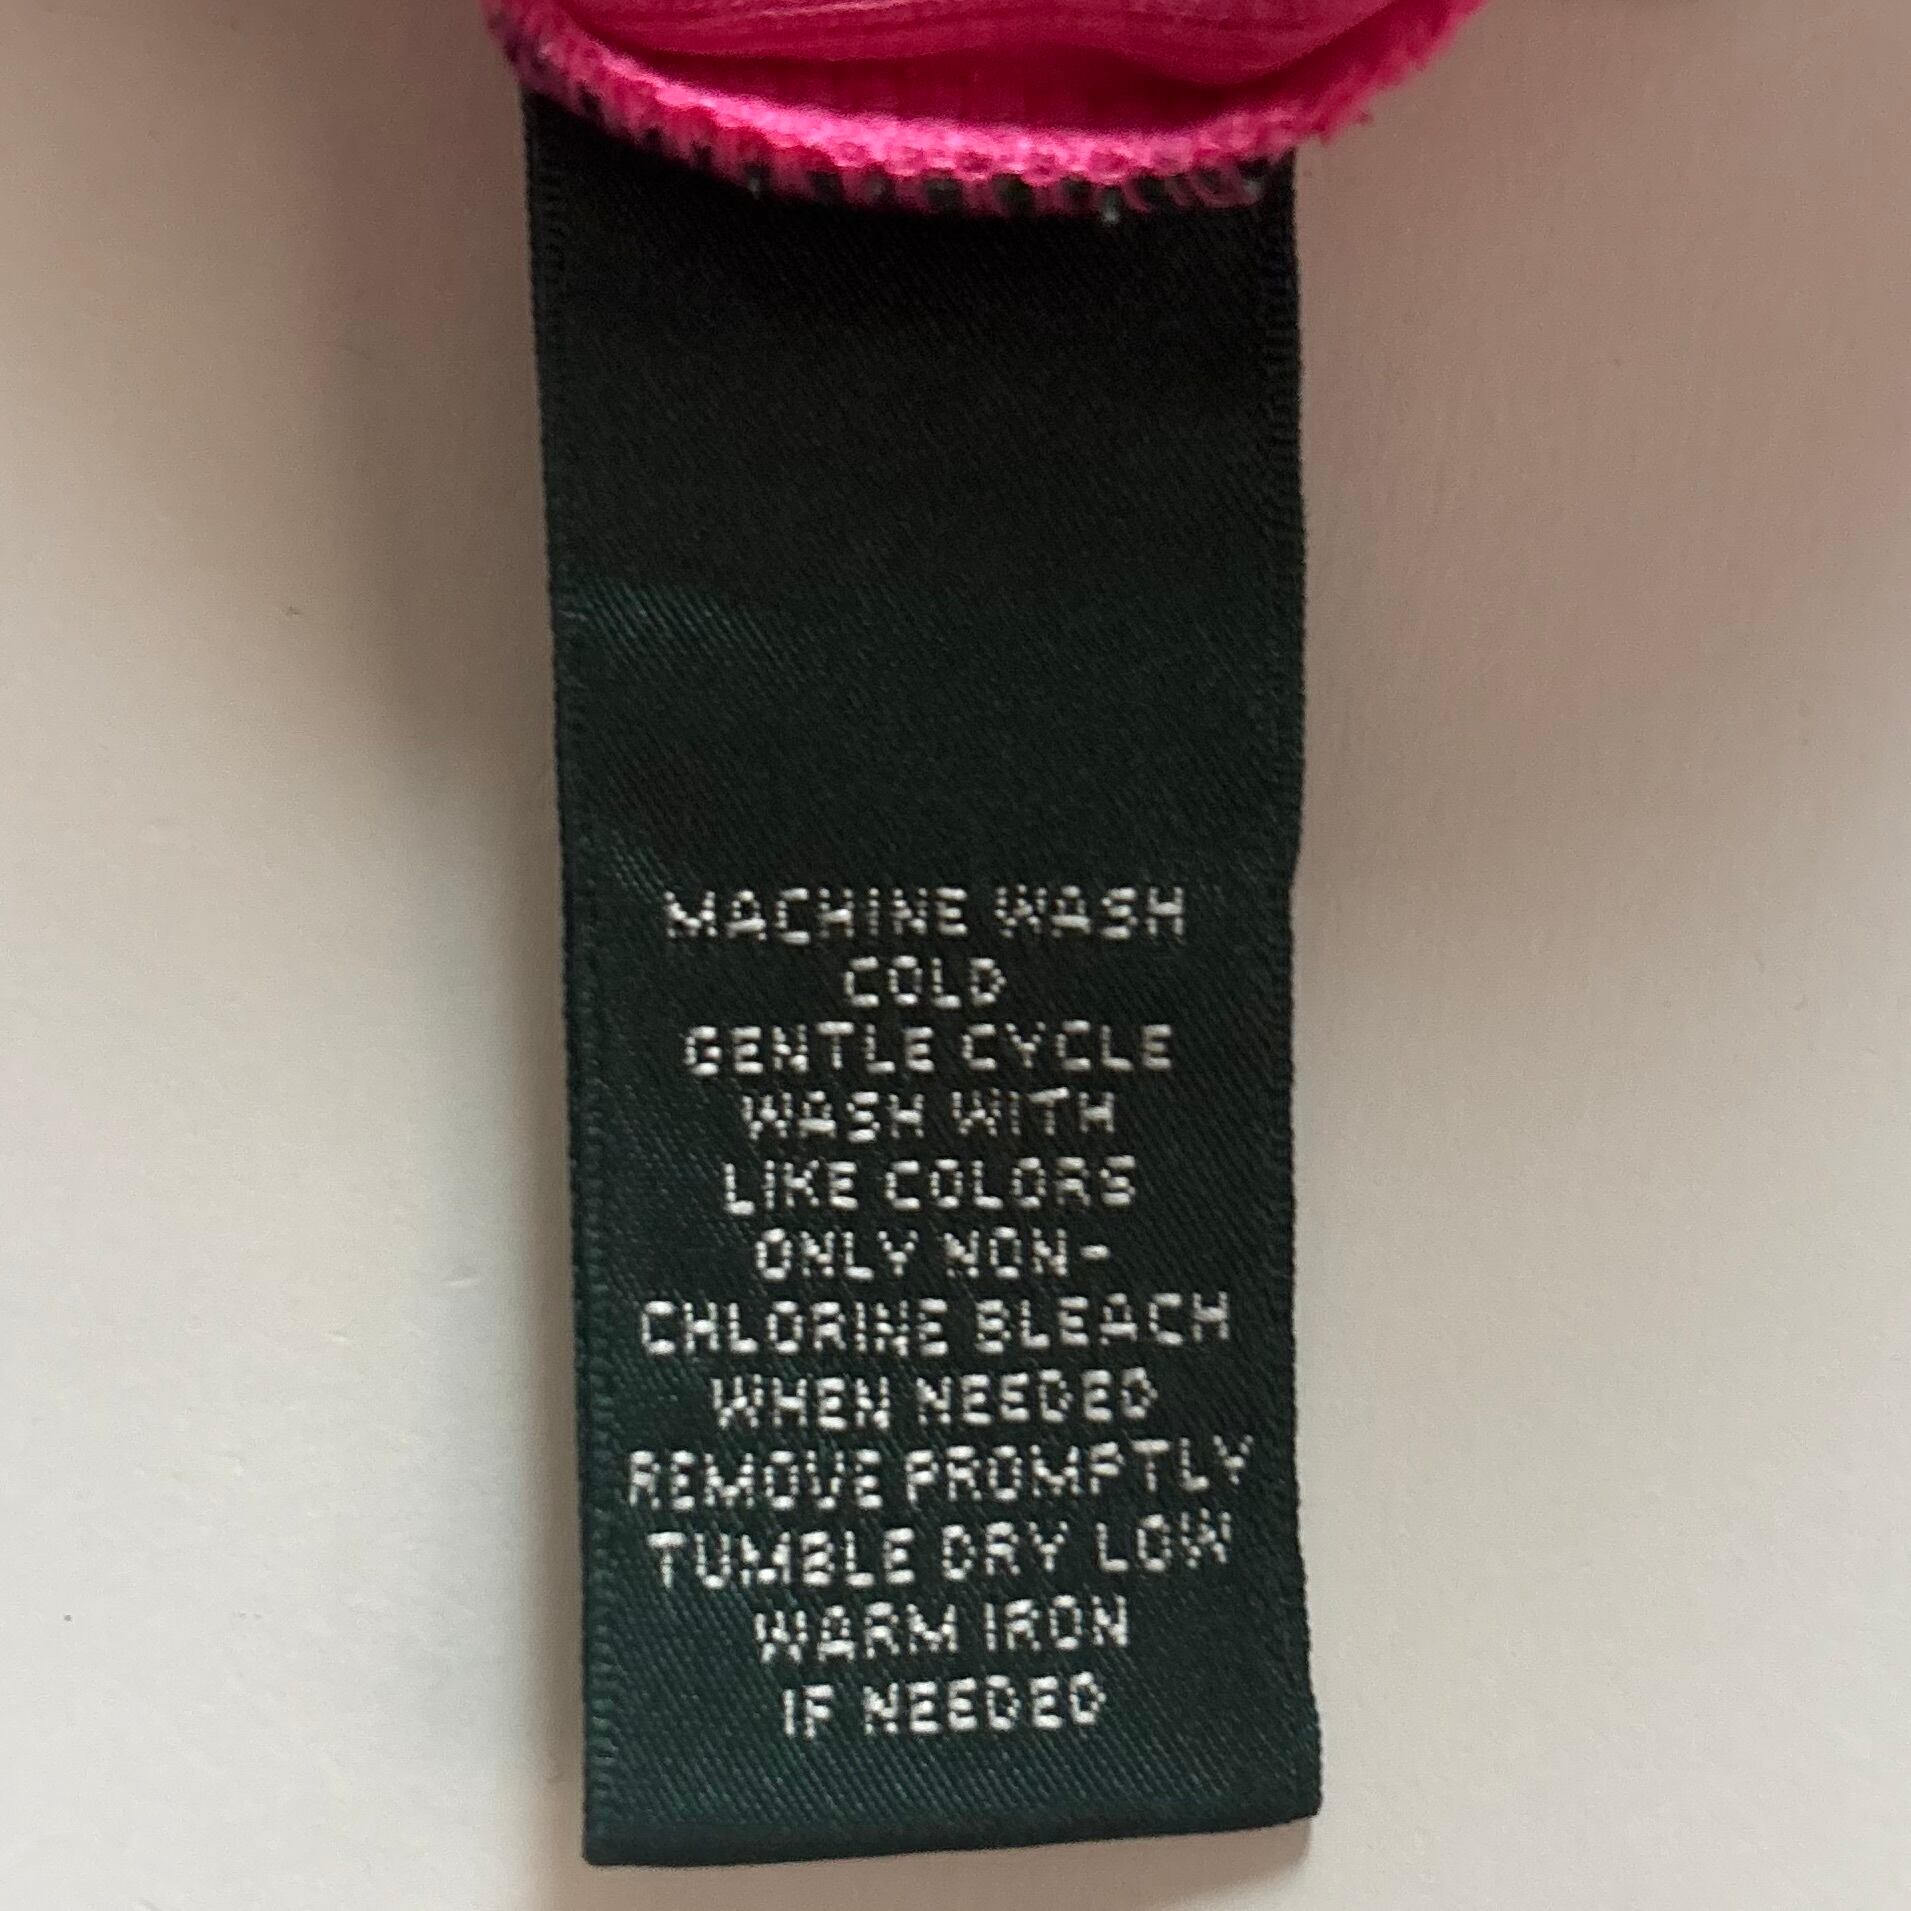 MACHINE WASH
COLD
GENTLE CYCLE
WASH WITH
LIKE COLORS
ONLY NON-
CHLORINE BLEACH
WHEN NEEDED
REMOVE PROMPTLY
TUMBLE DRY LOW
WARM IRON
IF NEEDED